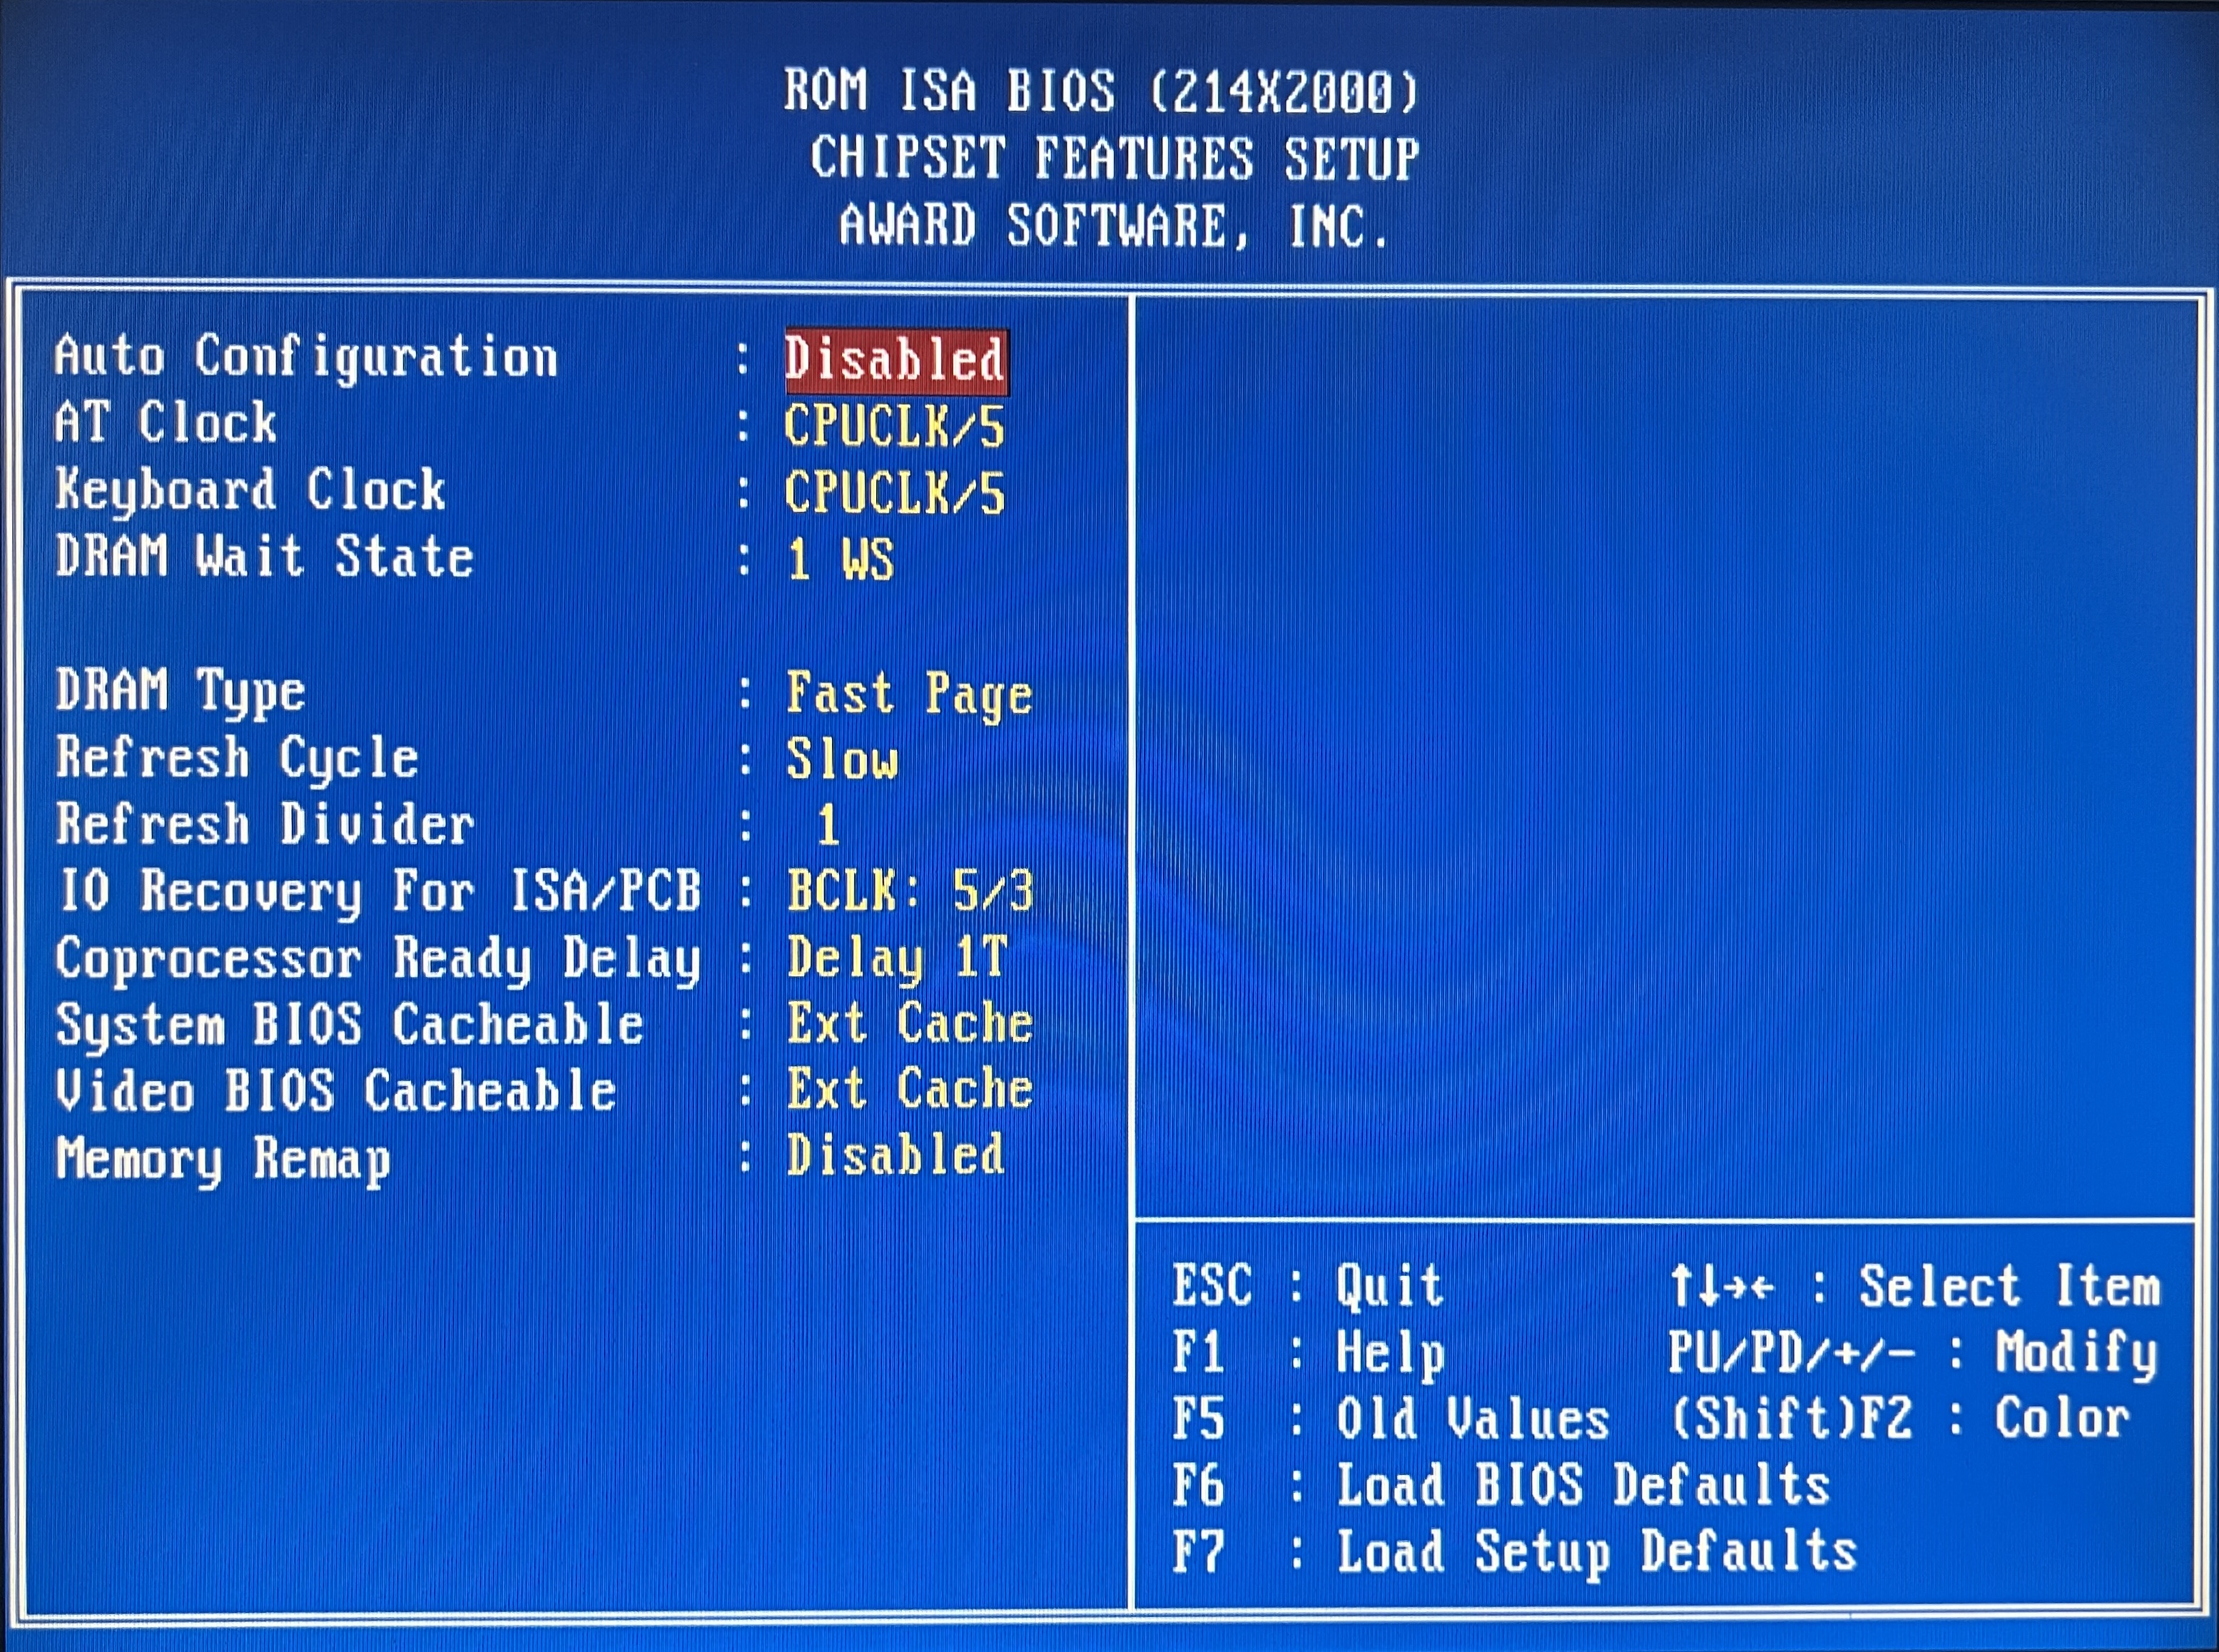 ROM ISA BIOS (214X2000)
CHIPSET FEATURES SETUP
AWARD SOFTWARE, INC.
Auto Configuration : Disabled
AT Clock : CPUCLK/5
Keyboard Clock : CPUCLK/5
DRAM Wait State : 1 WS
DRAM Type : Fast Page
Refresh Cycle : Slow
Refresh Divider : 1
IO Recovery For ISA/PCB : BCLK: 5/3
Coprocessor Ready Delay : Delay 1T
System BIOS Cacheable : Ext Cache
Video BIOS Cacheable : Ext Cache
Memory Remap : Disabled
ESC : Quit ↑↓→← : Select Item
F1 : Help PU/PD/+/- : Modify
F5 : Old Values (Shift)F2 : Color
F6 : Load BIOS Defaults
F7 : Load Setup Defaults